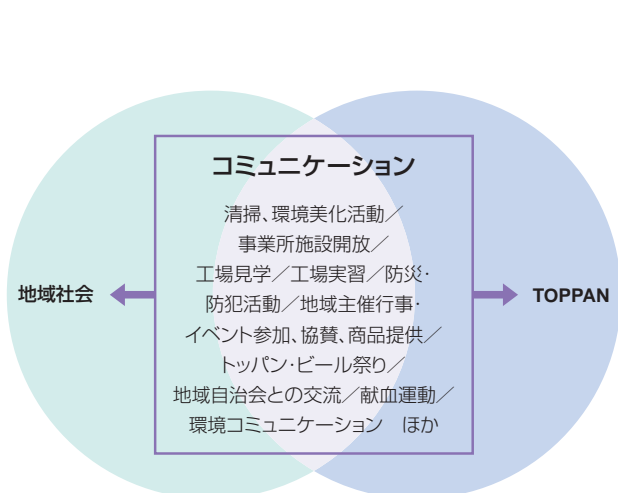 コミュニケーション
清掃、環境美化活動／
事業所施設開放／
工場見学／工場実習／防災・
防犯活動／地域主催行事・
イベント参加、協賛、商品提供／
トッパン・ビール祭り／
地域自治会との交流／献血運動／
環境コミュニケーション　ほか
地域社会
TOPPAN